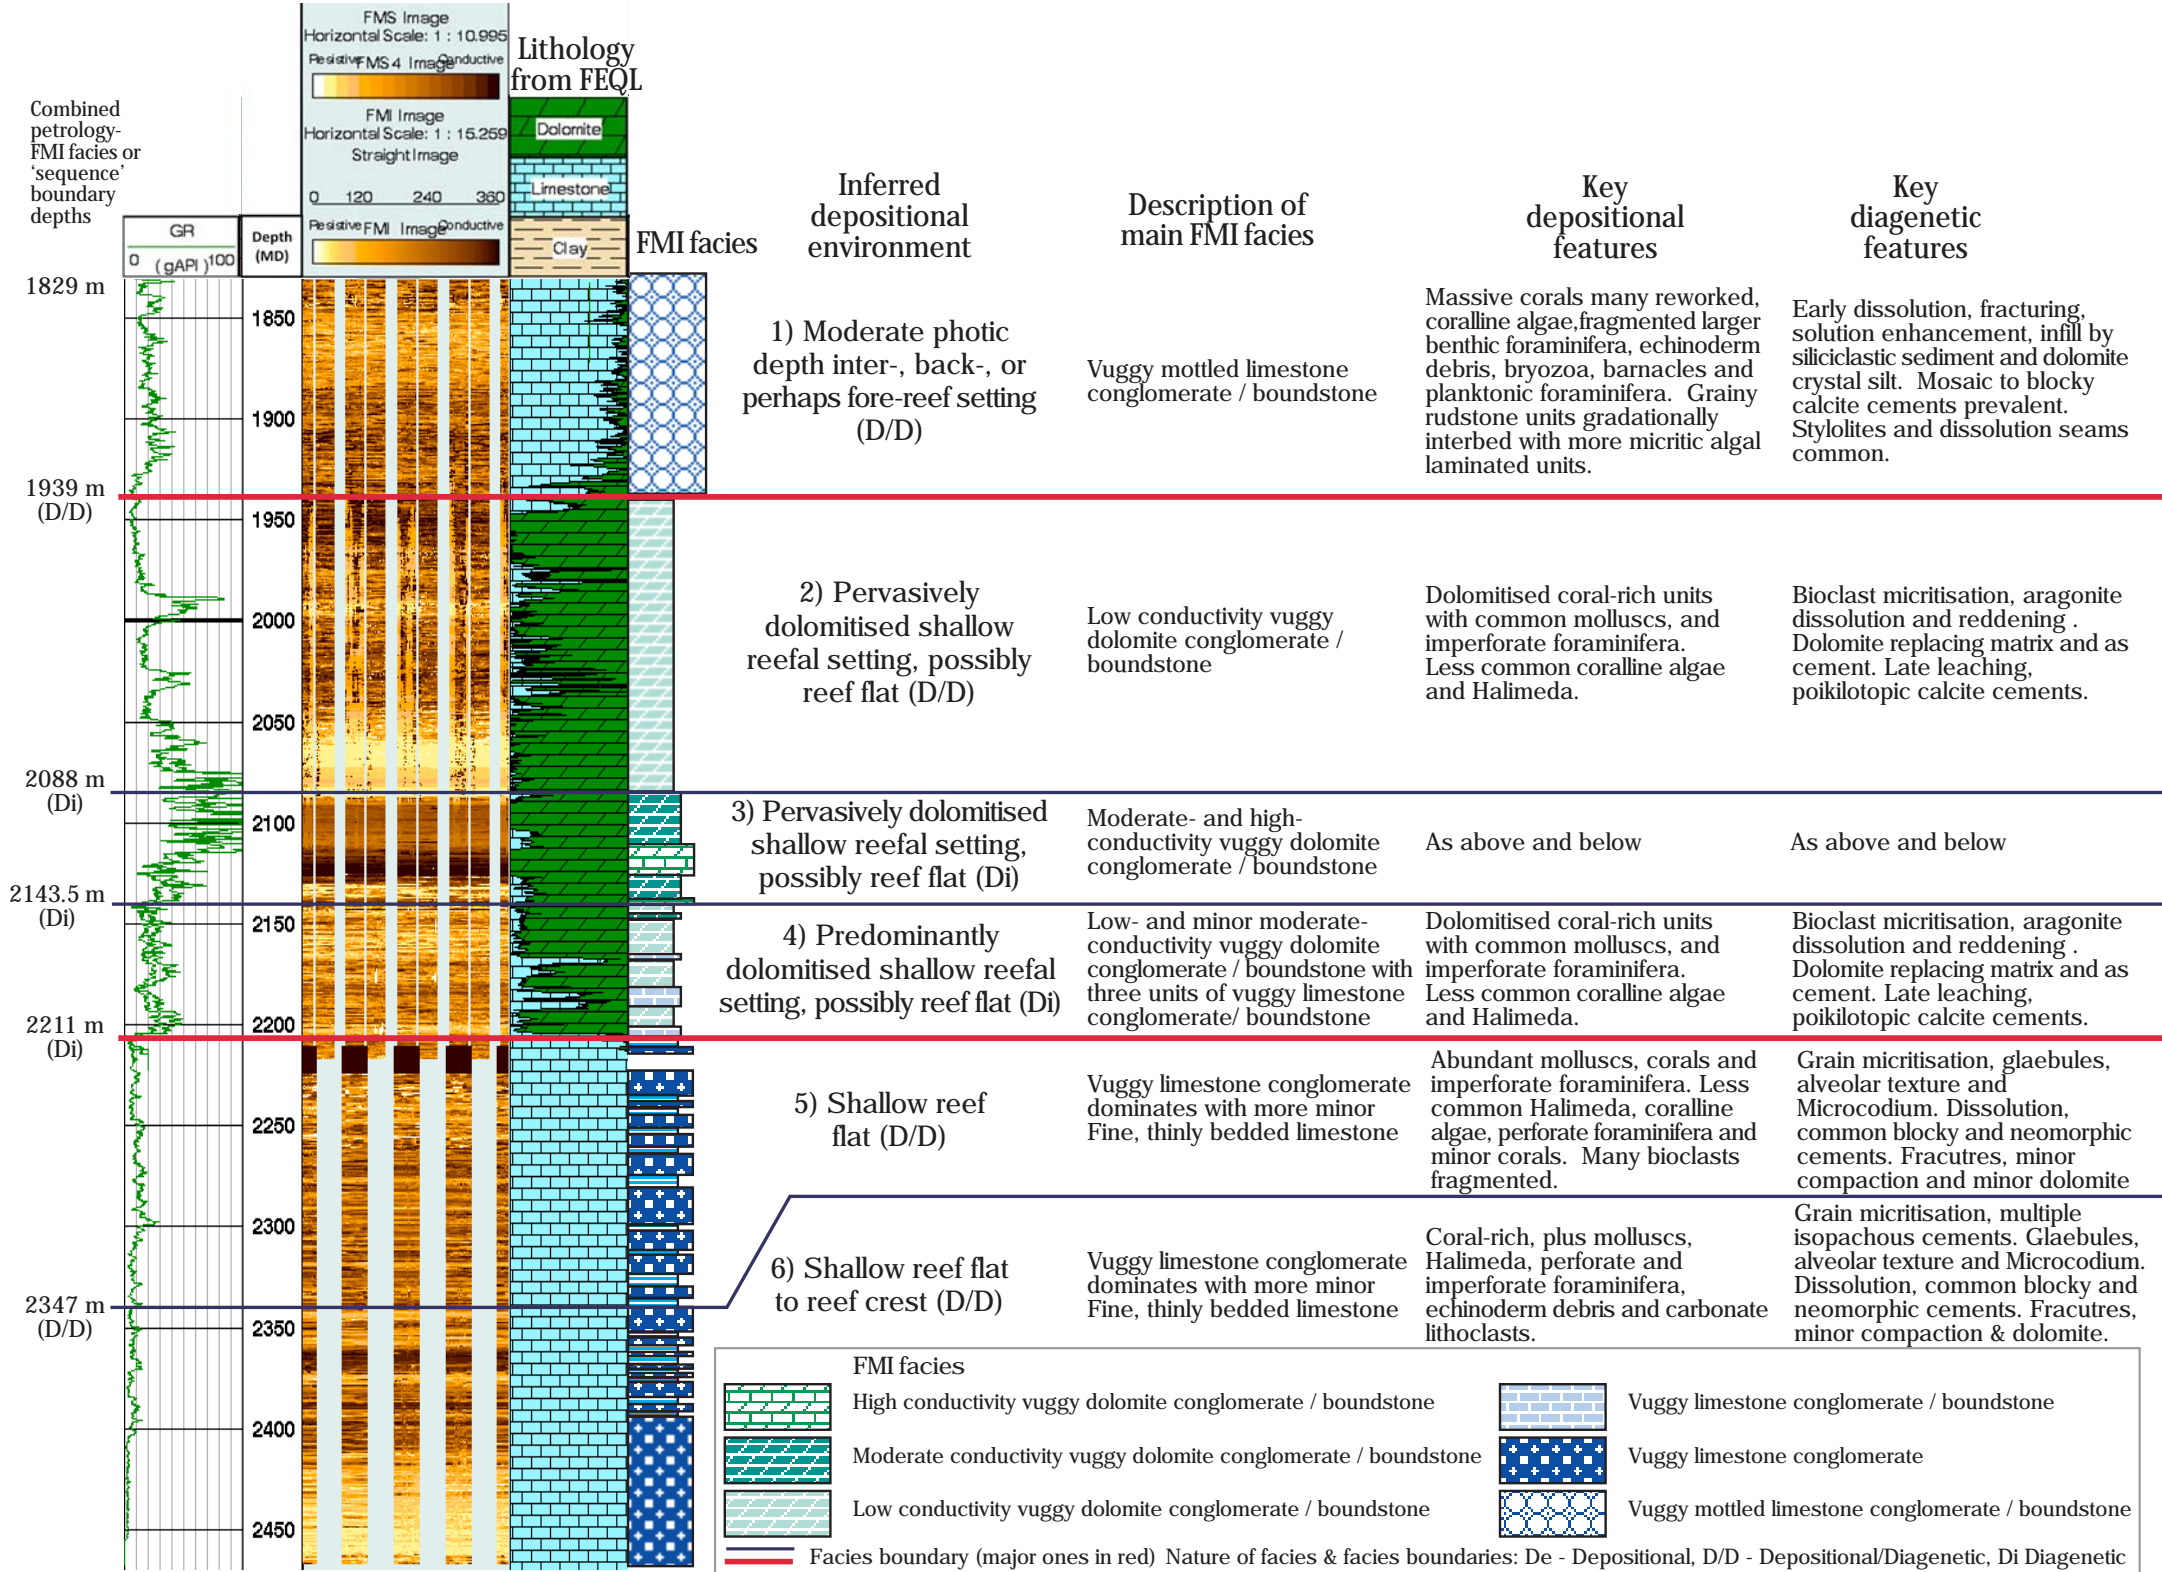 FMS Image
Horizontal Scale: 1 : 10.995
Resistive FMS 4 Image Conductive
FMI Image
Horizontal Scale: 1 : 15.259
Straight Image
0 120 240 360
Resistive FMI Image Conductive
Lithology
from FEQL
Dolomite
Limestone
Clay
Combined
petrology-
FMI facies or
‘sequence’
boundary
depths
GR
0 (gAPI) 100
Depth
(MD)
FMI facies
Inferred
depositional
environment
Description of
main FMI facies
Key
depositional
features
Key
diagenetic
features
1829 m
1850
1900
1939 m
(D/D)
1950
2000
2050
2088 m
(Di)
2100
2143.5 m
(Di)
2150
2200
2211 m
(Di)
2250
2300
2347 m
(D/D)
2350
2400
2450
1) Moderate photic
depth inter-, back-, or
perhaps fore-reef setting
(D/D)
Vuggy mottled limestone
conglomerate / boundstone
Massive corals many reworked,
coralline algae,fragmented larger
benthic foraminifera, echinoderm
debris, bryozoa, barnacles and
planktonic foraminifera. Grainy
rudstone units gradationally
interbed with more micritic algal
laminated units.
Early dissolution, fracturing,
solution enhancement, infill by
siliciclastic sediment and dolomite
crystal silt. Mosaic to blocky
calcite cements prevalent.
Stylolites and dissolution seams
common.
2) Pervasively
dolomitised shallow
reefal setting, possibly
reef flat (D/D)
Low conductivity vuggy
dolomite conglomerate /
boundstone
Dolomitised coral-rich units
with common molluscs, and
imperforate foraminifera.
Less common coralline algae
and Halimeda.
Bioclast micritisation, aragonite
dissolution and reddening .
Dolomite replacing matrix and as
cement. Late leaching,
poikilotopic calcite cements.
3) Pervasively dolomitised
shallow reefal setting,
possibly reef flat (Di)
Moderate- and high-
conductivity vuggy dolomite
conglomerate / boundstone
As above and below
As above and below
4) Predominantly
dolomitised shallow reefal
setting, possibly reef flat (Di)
Low- and minor moderate-
conductivity vuggy dolomite
conglomerate / boundstone with
three units of vuggy limestone
conglomerate/ boundstone
Dolomitised coral-rich units
with common molluscs, and
imperforate foraminifera.
Less common coralline algae
and Halimeda.
Bioclast micritisation, aragonite
dissolution and reddening .
Dolomite replacing matrix and as
cement. Late leaching,
poikilotopic calcite cements.
5) Shallow reef
flat (D/D)
Vuggy limestone conglomerate
dominates with more minor
Fine, thinly bedded limestone
Abundant molluscs, corals and
imperforate foraminifera. Less
common Halimeda, coralline
algae, perforate foraminifera and
minor corals. Many bioclasts
fragmented.
Grain micritisation, glaebules,
alveolar texture and
Microcodium. Dissolution,
common blocky and neomorphic
cements. Fracutres, minor
compaction and minor dolomite
6) Shallow reef flat
to reef crest (D/D)
Vuggy limestone conglomerate
dominates with more minor
Fine, thinly bedded limestone
Coral-rich, plus molluscs,
Halimeda, perforate and
imperforate foraminifera,
echinoderm debris and carbonate
lithoclasts.
Grain micritisation, multiple
isopachous cements. Glaebules,
alveolar texture and Microcodium.
Dissolution, common blocky and
neomorphic cements. Fracutres,
minor compaction & dolomite.
FMI facies
High conductivity vuggy dolomite conglomerate / boundstone
Moderate conductivity vuggy dolomite conglomerate / boundstone
Low conductivity vuggy dolomite conglomerate / boundstone
Vuggy limestone conglomerate / boundstone
Vuggy limestone conglomerate
Vuggy mottled limestone conglomerate / boundstone
Facies boundary (major ones in red) Nature of facies & facies boundaries: De - Depositional, D/D - Depositional/Diagenetic, Di Diagenetic